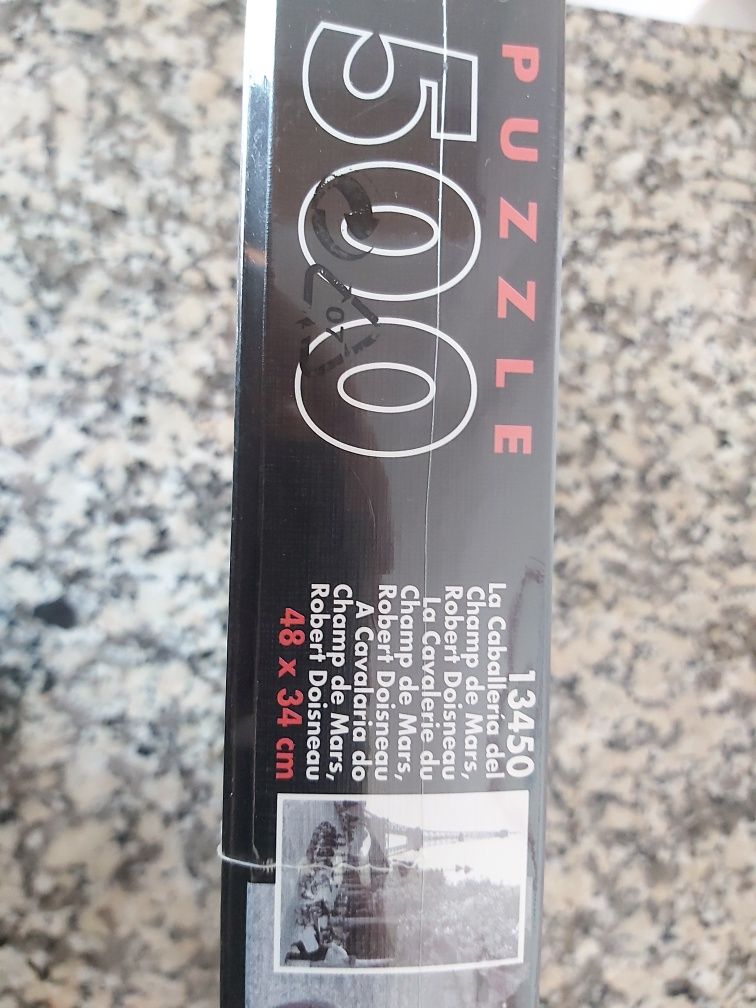 PUZZLE
500
07
13450
La Caballería del
Champ de Mars,
Robert Doisneau
La Cavalerie du
Champ de Mars,
Robert Doisneau
A Cavalaria do
Champ de Mars,
Robert Doisneau
48 x 34 cm